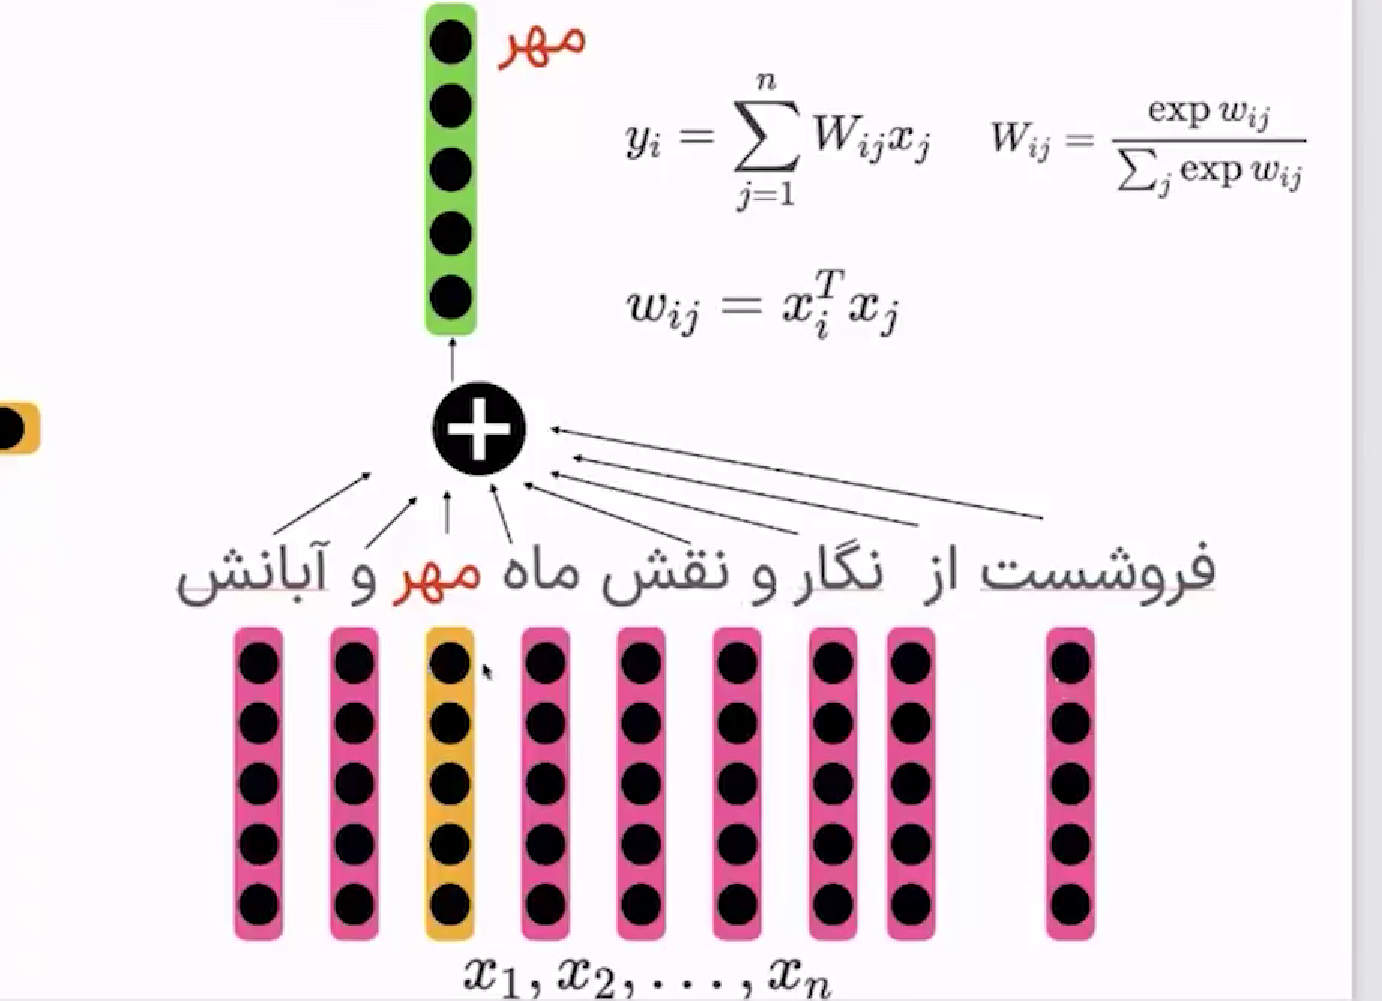 مهر
y_i = \sum_{j=1}^{n} W_{ij} x_j    W_{ij} = \frac{\exp w_{ij}}{\sum_j \exp w_{ij}}
w_{ij} = x_i^T x_j
فروشست از نگار و نقش ماه مهر و آبانش
x_1, x_2, . . . , x_n